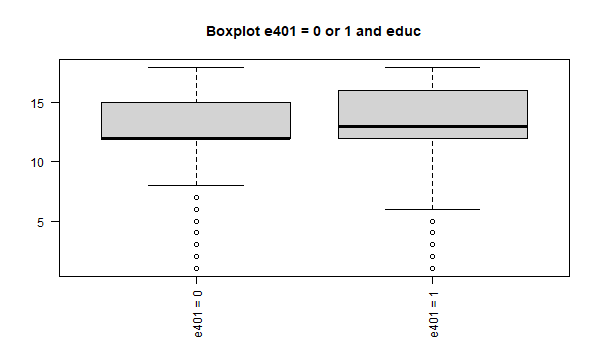 Boxplot e401 = 0 or 1 and educ
15
10
5
e401 = 0
e401 = 1